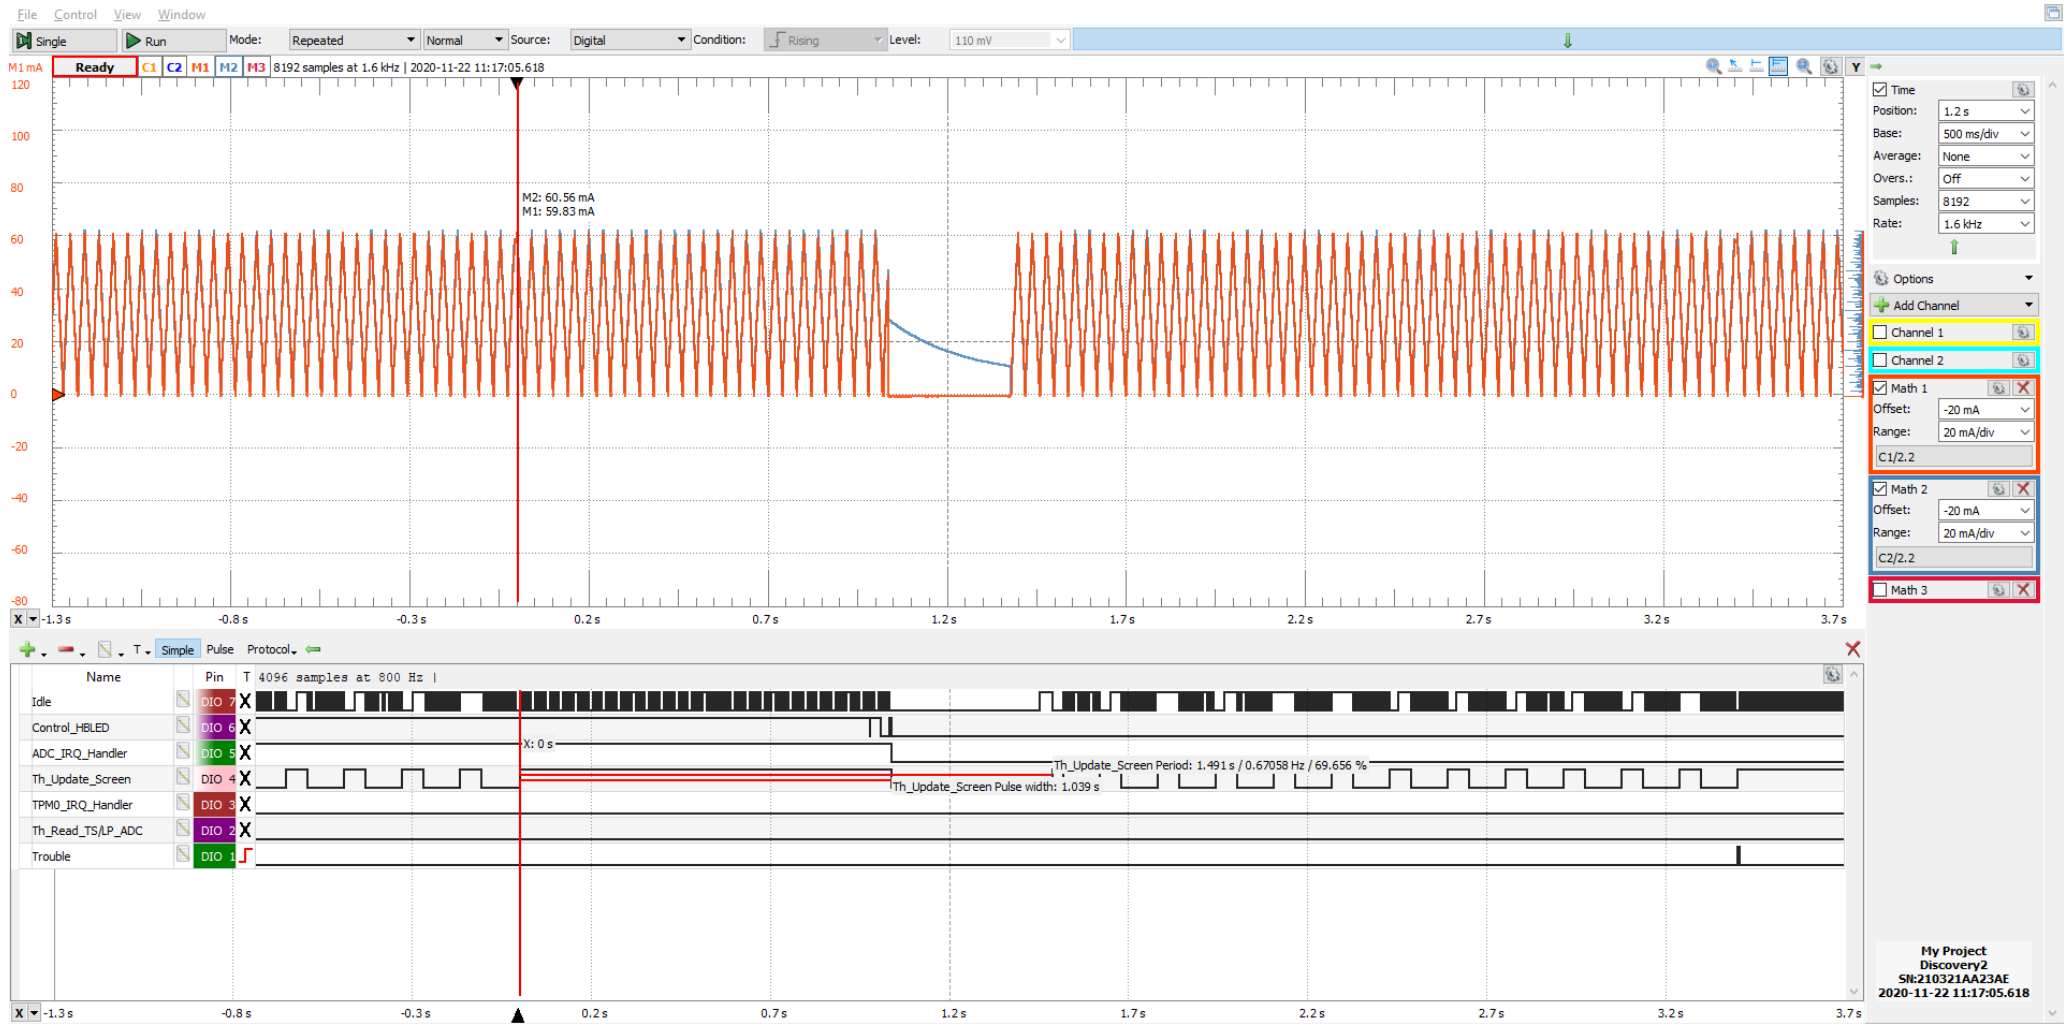 File Control View Window
Single Run Mode: Repeated Normal Source: Digital Condition: Rising Level: 110 mV
M1 mA Ready C1 C2 M1 M2 M3 8192 samples at 1.6 kHz | 2020-11-22 11:17:05.618 Y
120
100
80
60
40
20
0
-20
-40
-60
-80
M2: 60.56 mA
M1: 59.83 mA
X -1.3 s -0.8 s -0.3 s 0.2 s 0.7 s 1.2 s 1.7 s 2.2 s 2.7 s 3.2 s 3.7 s
Time
Position: 1.2 s
Base: 500 ms/div
Average: None
Overs.: Off
Samples: 8192
Rate: 1.6 kHz
Options
Add Channel
Channel 1
Channel 2
Math 1
Offset: -20 mA
Range: 20 mA/div
C1/2.2
Math 2
Offset: -20 mA
Range: 20 mA/div
C2/2.2
Math 3
T Simple Pulse Protocol
Name Pin T 4096 samples at 800 Hz |
Idle DIO 7 X
Control_HBLED DIO 6 X
ADC_IRQ_Handler DIO 5 X
X: 0 s
Th_Update_Screen DIO 4 X
Th_Update_Screen Period: 1.491 s / 0.67058 Hz / 69.656 %
Th_Update_Screen Pulse width: 1.039 s
TPM0_IRQ_Handler DIO 3 X
Th_Read_TS/LP_ADC DIO 2 X
Trouble DIO 1
X -1.3 s -0.8 s -0.3 s 0.2 s 0.7 s 1.2 s 1.7 s 2.2 s 2.7 s 3.2 s 3.7 s
My Project
Discovery2
SN:210321AA23AE
2020-11-22 11:17:05.618